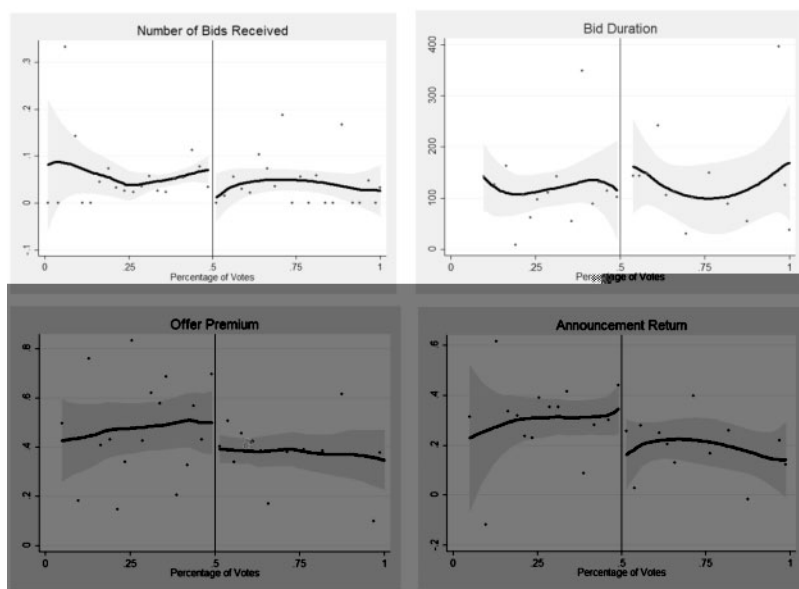 Number of Bids Received
.3
.2
.1
0
-.1
0 .25 .5 .75 1
Percentage of Votes
Bid Duration
400
300
200
100
0
0 .25 .5 .75 1
Percentage of Votes
Offer Premium
.8
.6
.4
.2
0
0 .25 .5 .75 1
Percentage of Votes
Announcement Return
.6
.4
.2
0
-.2
0 .25 .5 .75 1
Percentage of Votes